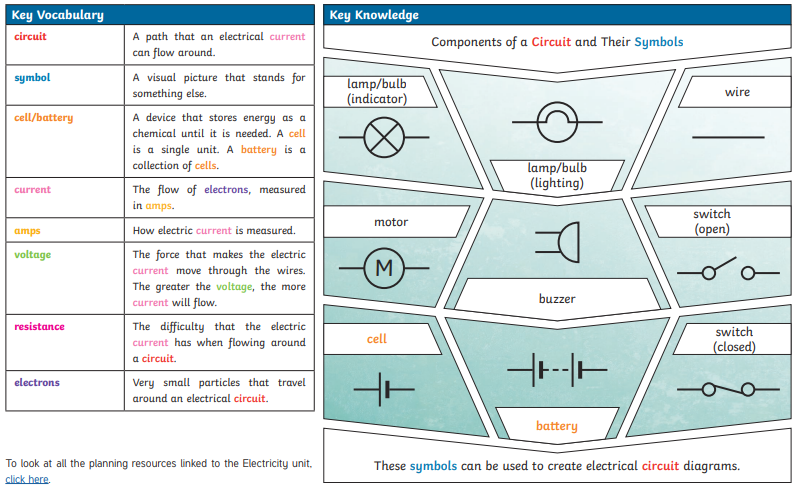 Key Vocabulary
circuit
A path that an electrical current
can flow around.
symbol
A visual picture that stands for
something else.
cell/battery
A device that stores energy as a
chemical until it is needed. A cell
is a single unit. A battery is a
collection of cells.
current
The flow of electrons, measured
in amps.
amps
How electric current is measured.
voltage
The force that makes the electric
current move through the wires.
The greater the voltage, the more
current will flow.
resistance
The difficulty that the electric
current has when flowing around
a circuit.
electrons
Very small particles that travel
around an electrical circuit.
To look at all the planning resources linked to the Electricity unit,
click here.
Key Knowledge
Components of a Circuit and Their Symbols
lamp/bulb
(indicator)
lamp/bulb
(lighting)
wire
motor
M
buzzer
switch
(open)
cell
battery
switch
(closed)
These symbols can be used to create electrical circuit diagrams.